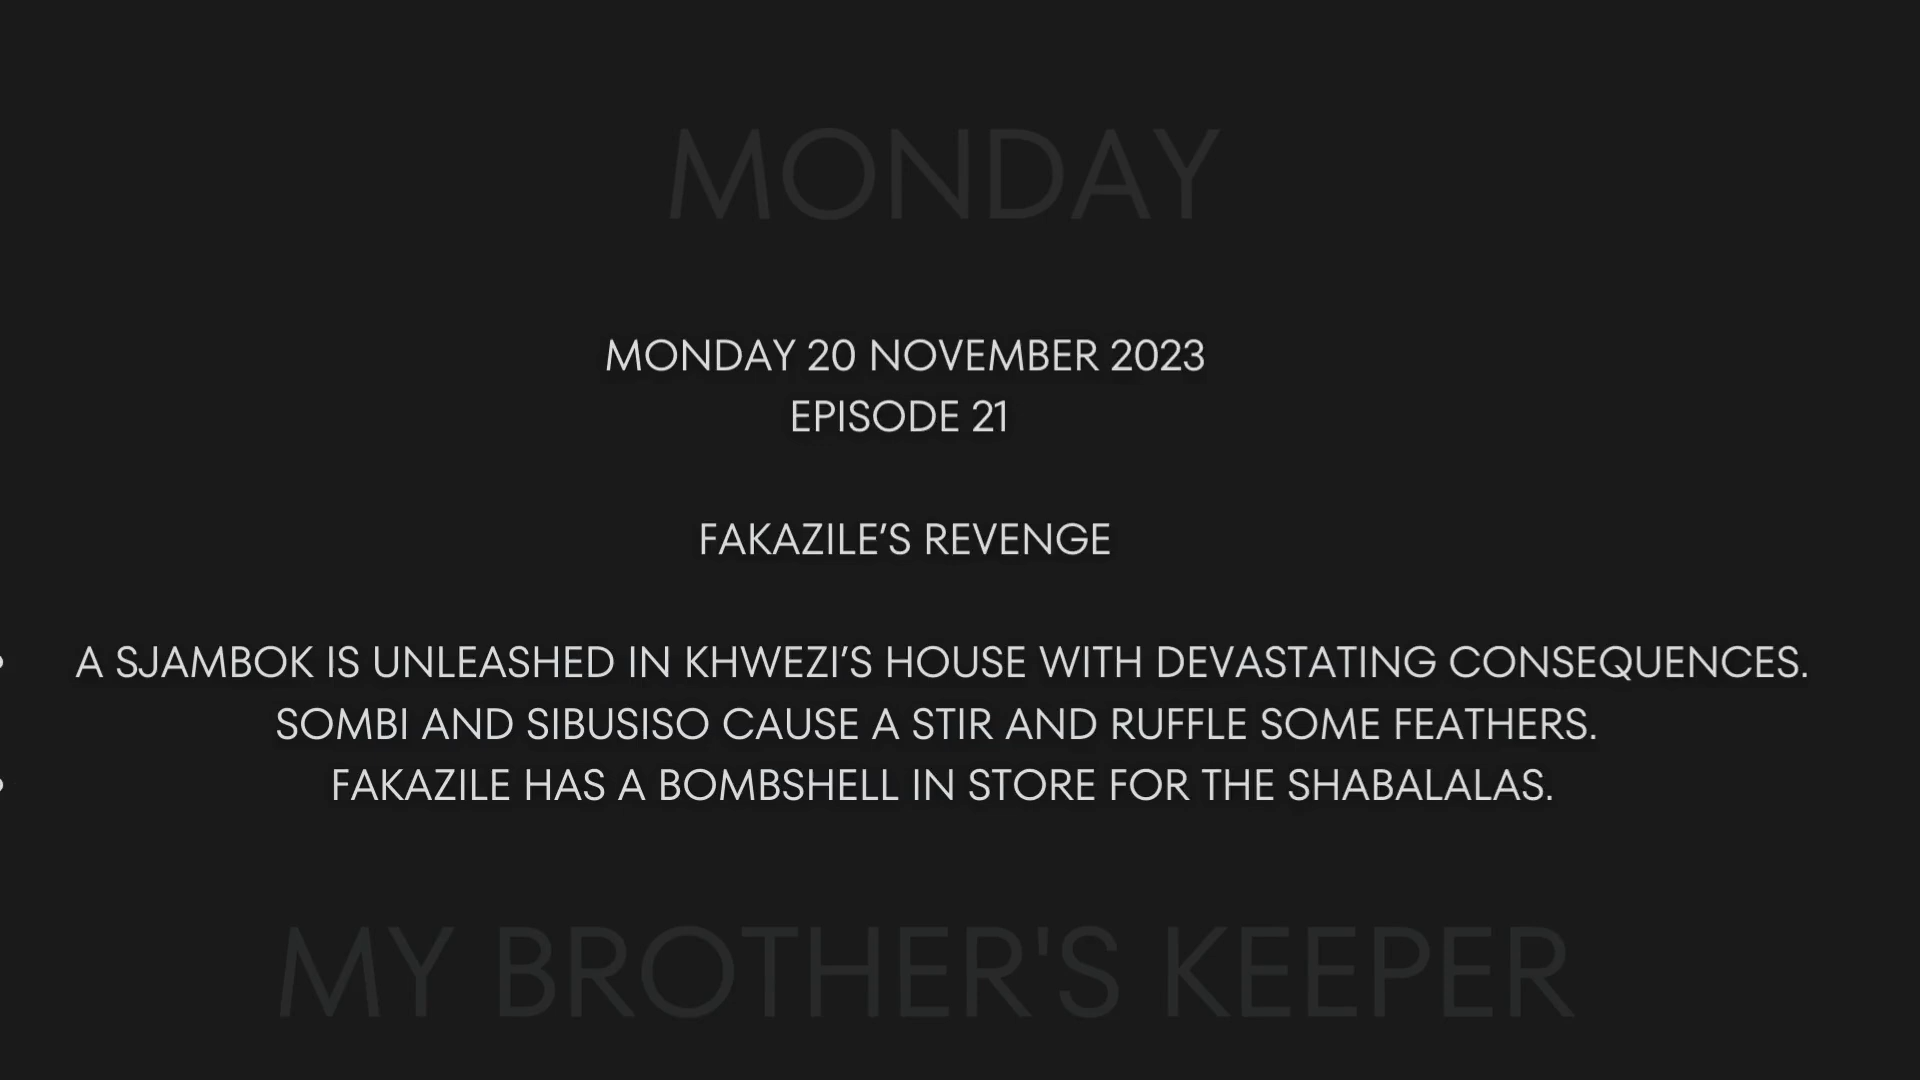 MONDAY
MONDAY 20 NOVEMBER 2023
EPISODE 21
FAKAZILE’S REVENGE
• A SJAMBOK IS UNLEASHED IN KHWEZI’S HOUSE WITH DEVASTATING CONSEQUENCES.
SOMBI AND SIBUSISO CAUSE A STIR AND RUFFLE SOME FEATHERS.
• FAKAZILE HAS A BOMBSHELL IN STORE FOR THE SHABALALAS.
MY BROTHER'S KEEPER